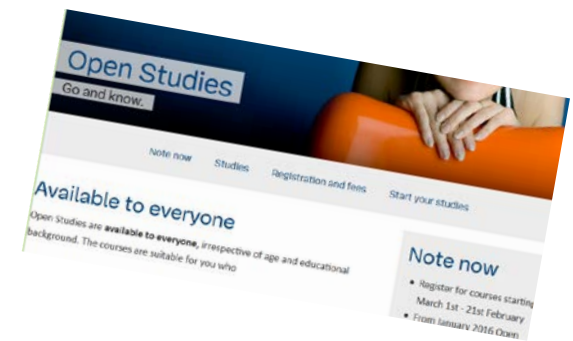 Open Studies
Go and know.
Note now
Studies
Registration and fees
Start your studies
Available to everyone
Open Studies are available to everyone, irrespective of age and educational
background. The courses are suitable for you who
Note now
• Register for courses starting
March 1st - 21st February
• From January 2016 Open